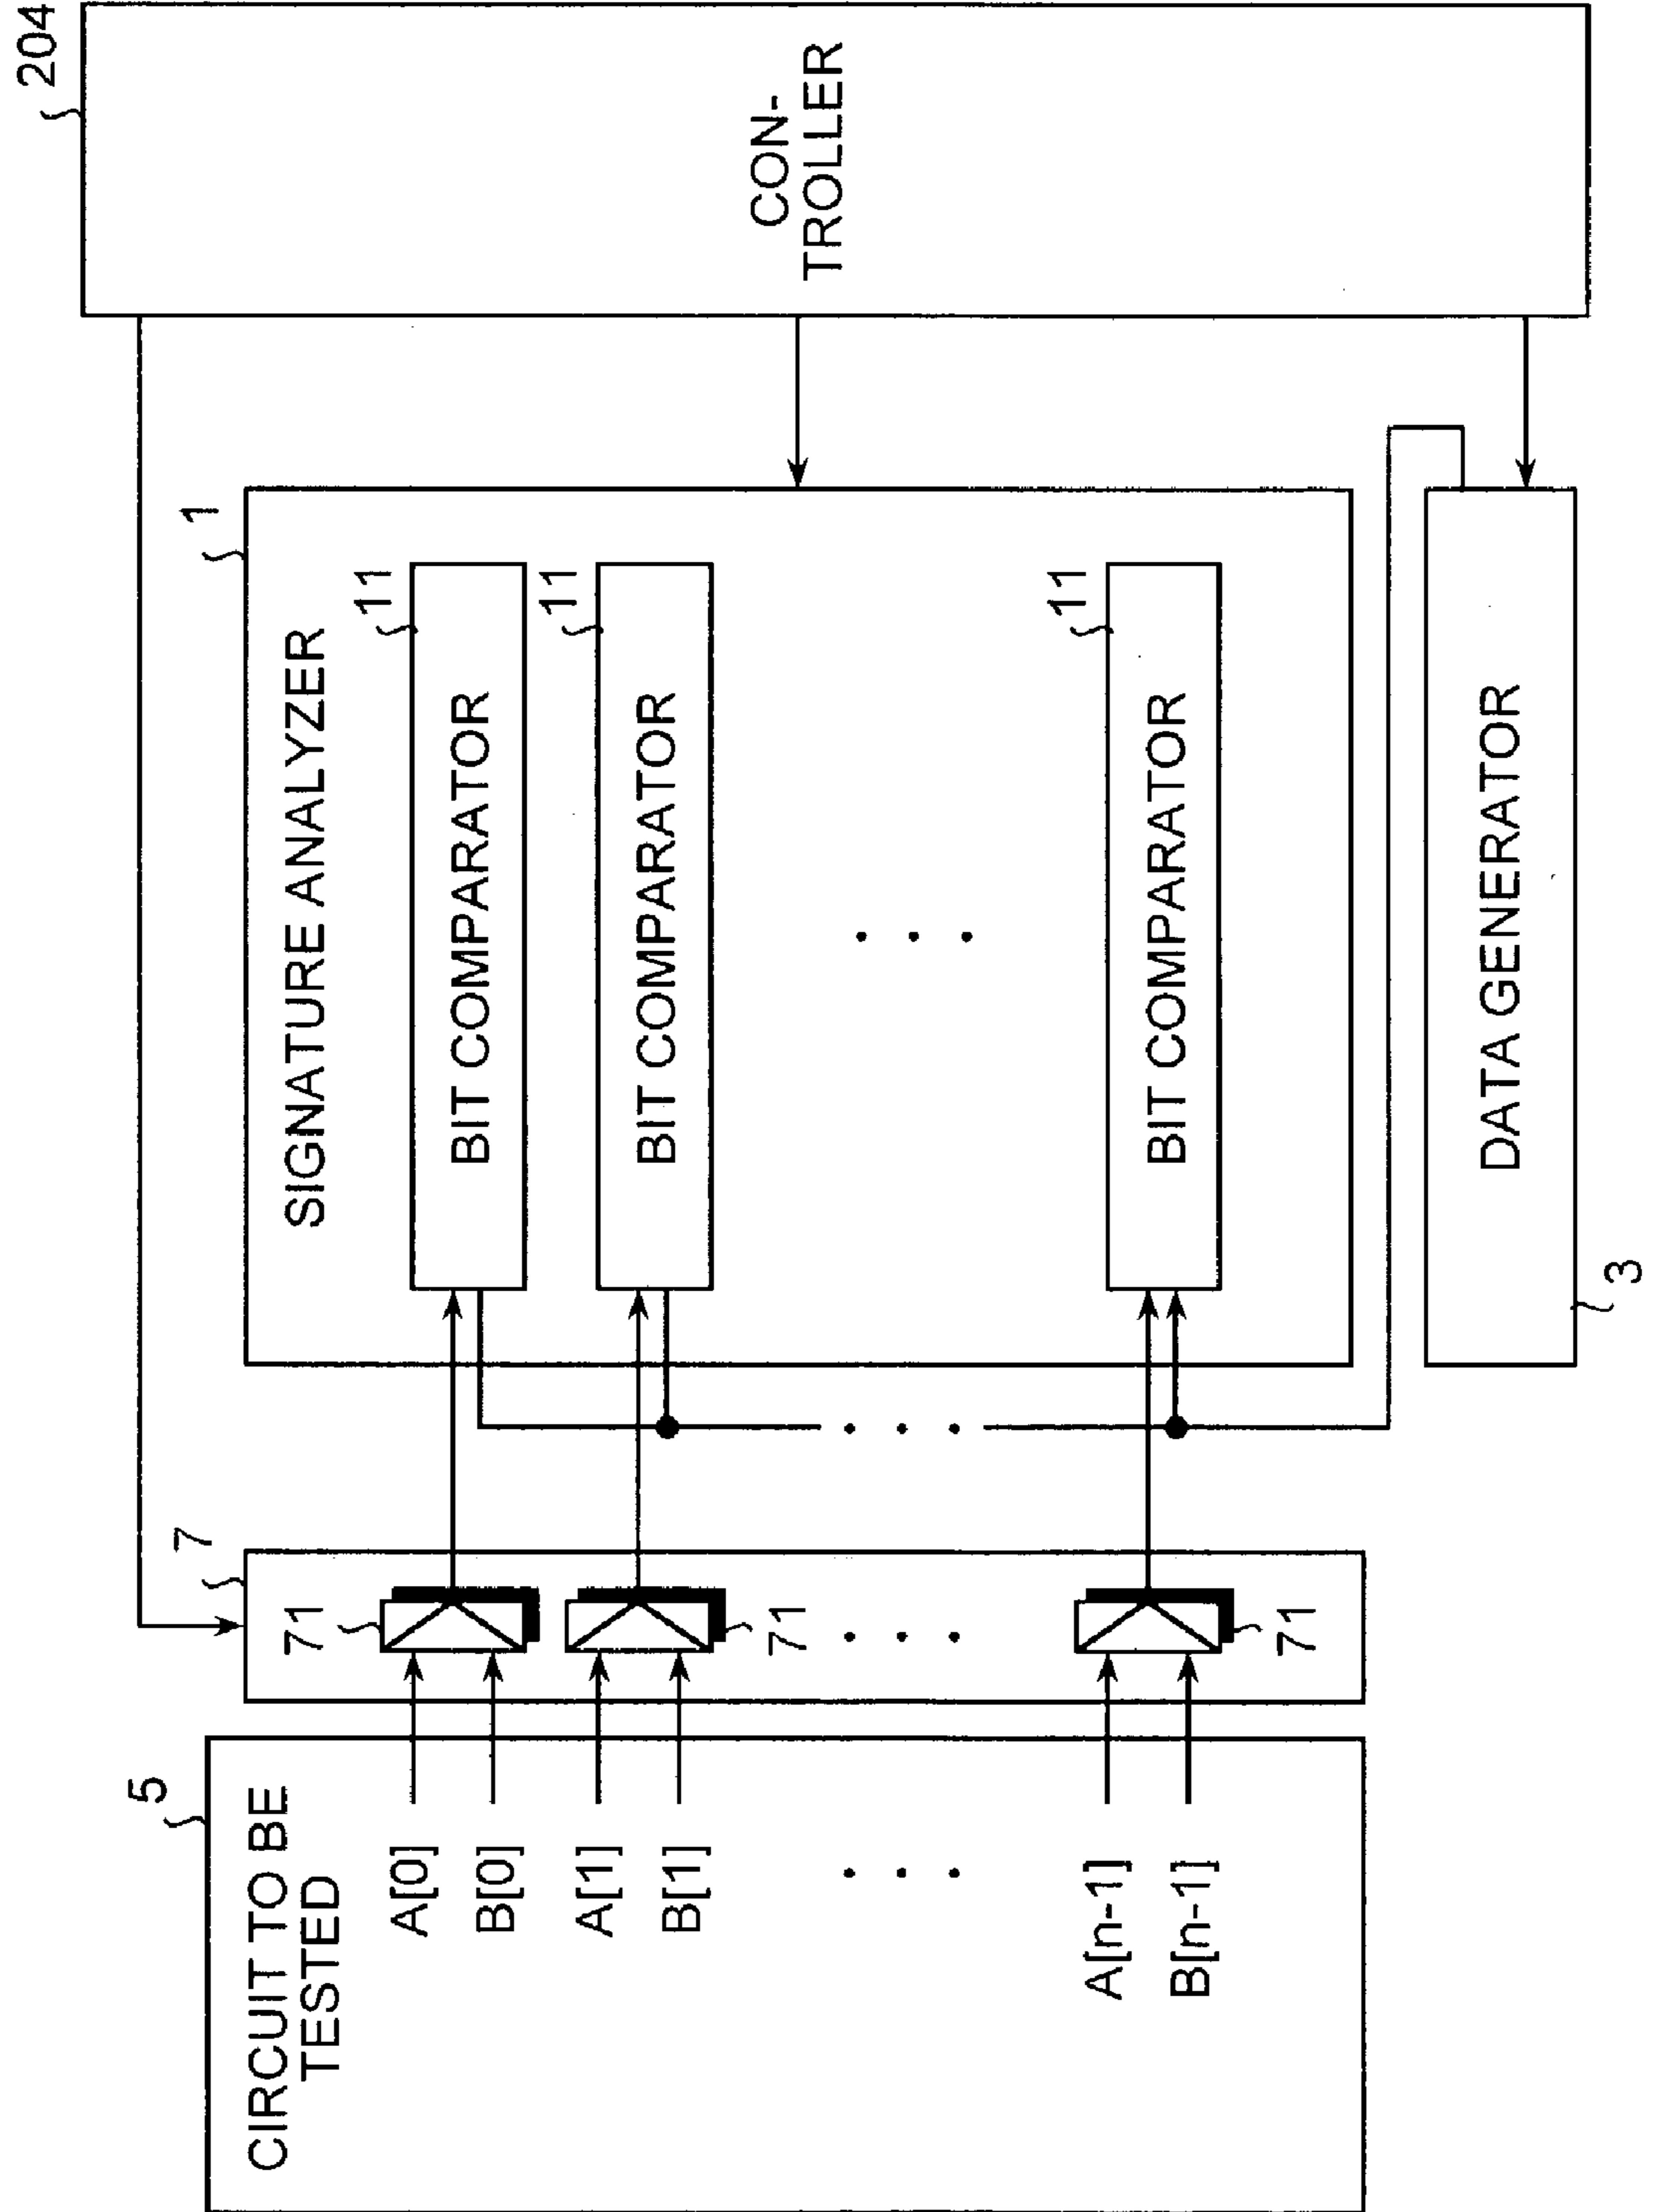 204
CON-
TROLLER
1
SIGNATURE ANALYZER
11
BIT COMPARATOR
11
BIT COMPARATOR
. . .
11
BIT COMPARATOR
DATA GENERATOR
3
. . .
7
71
71
. . .
71
5
CIRCUIT TO BE
TESTED
A[0]
B[0]
A[1]
B[1]
. . .
A[n-1]
B[n-1]